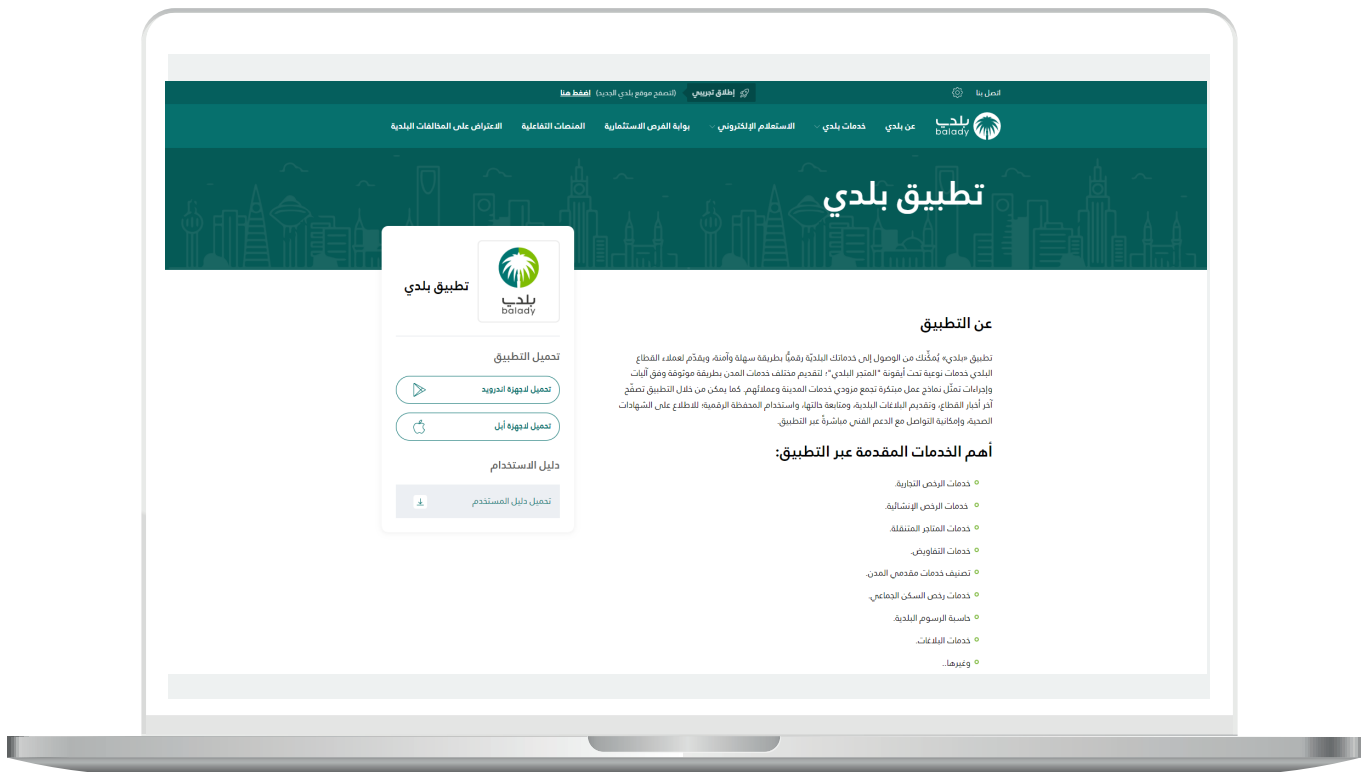 اتصل بنا
إطلاق تجريبي (لتصفح موقع بلدي الجديد) اضغط هنا
بلدي
balady
عن بلدي
خدمات بلدي
الاستعلام الإلكتروني
بوابة الفرص الاستثمارية
المنصات التفاعلية
الاعتراض على المخالفات البلدية
تطبيق بلدي
عن التطبيق
تطبيق «بلدي» يُمكِّنك من الوصول إلى خدماتك البلديّة رقميًّا بطريقة سهلة وآمنة، ويقدّم لعملاء القطاع
البلدي خدمات نوعية تحت أيقونة "المتجر البلدي"؛ لتقديم مختلف خدمات المدن بطريقة موثوقة وفق آليات
وإجراءات تمثّل نماذج عمل مبتكرة تجمع مزودي خدمات المدينة وعملائهم. كما يمكن من خلال التطبيق تصفّح
آخر أخبار القطاع، وتقديم البلاغات البلدية، ومتابعة حالتها، واستخدام المحفظة الرقمية؛ للاطلاع على الشهادات
الصحية، وإمكانية التواصل مع الدعم الفني مباشرةً عبر التطبيق.
أهم الخدمات المقدمة عبر التطبيق:
خدمات الرخص التجارية.
خدمات الرخص الإنشائية.
خدمات المتاجر المتنقلة.
خدمات التفاويض.
تصنيف خدمات مقدمي المدن.
خدمات رخص السكن الجماعي.
حاسبة الرسوم البلدية.
خدمات البلاغات.
وغيرها..
بلدي
balady
تطبيق بلدي
تحميل التطبيق
تحميل لاجهزة اندرويد
تحميل لاجهزة أبل
دليل الاستخدام
تحميل دليل المستخدم